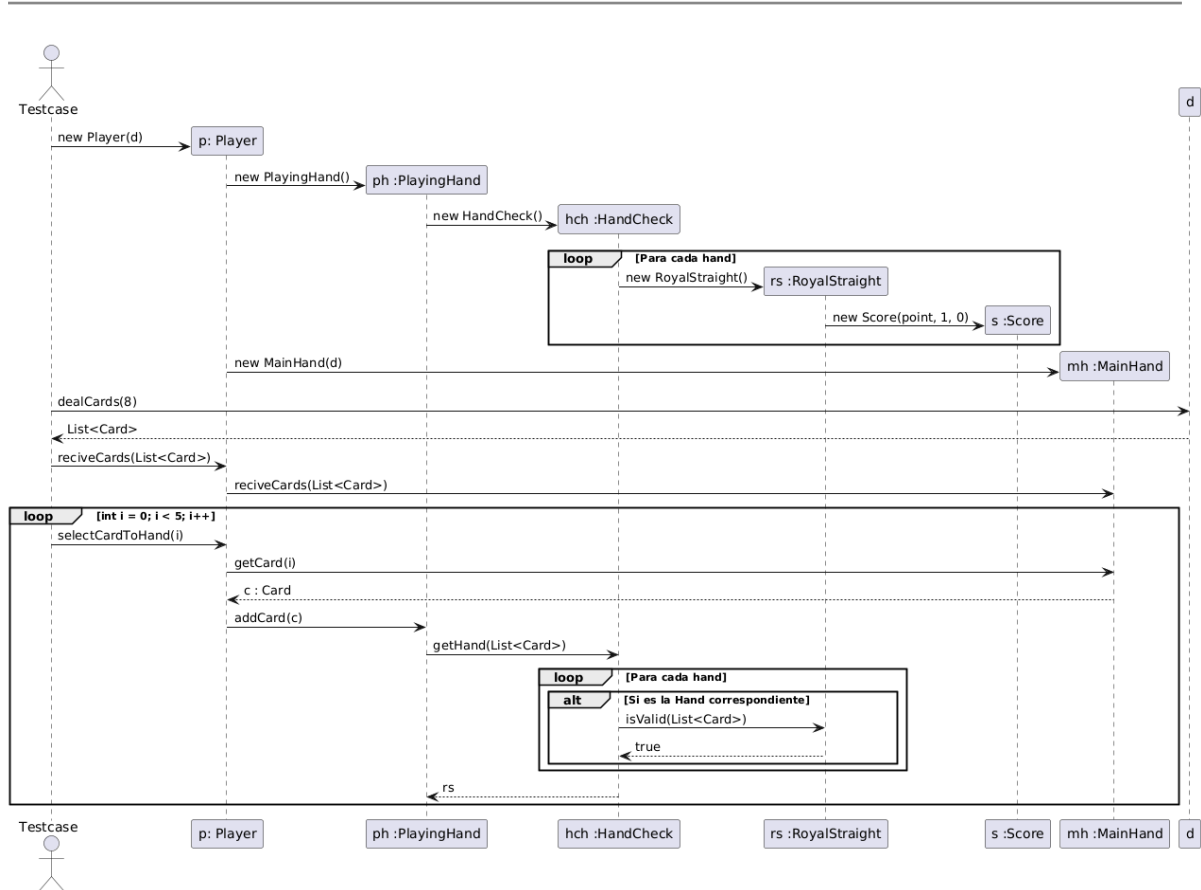 Testcase
d
new Player(d)
p: Player
new PlayingHand()
ph :PlayingHand
new HandCheck()
hch :HandCheck
loop [Para cada hand]
new RoyalStraight()
rs :RoyalStraight
new Score(point, 1, 0)
s :Score
new MainHand(d)
mh :MainHand
dealCards(8)
List<Card>
reciveCards(List<Card>)
reciveCards(List<Card>)
loop [int i = 0; i < 5; i++]
selectCardToHand(i)
getCard(i)
c : Card
addCard(c)
getHand(List<Card>)
loop [Para cada hand]
alt [Si es la Hand correspondiente]
isValid(List<Card>)
true
rs
Testcase p: Player ph :PlayingHand hch :HandCheck rs :RoyalStraight s :Score mh :MainHand d